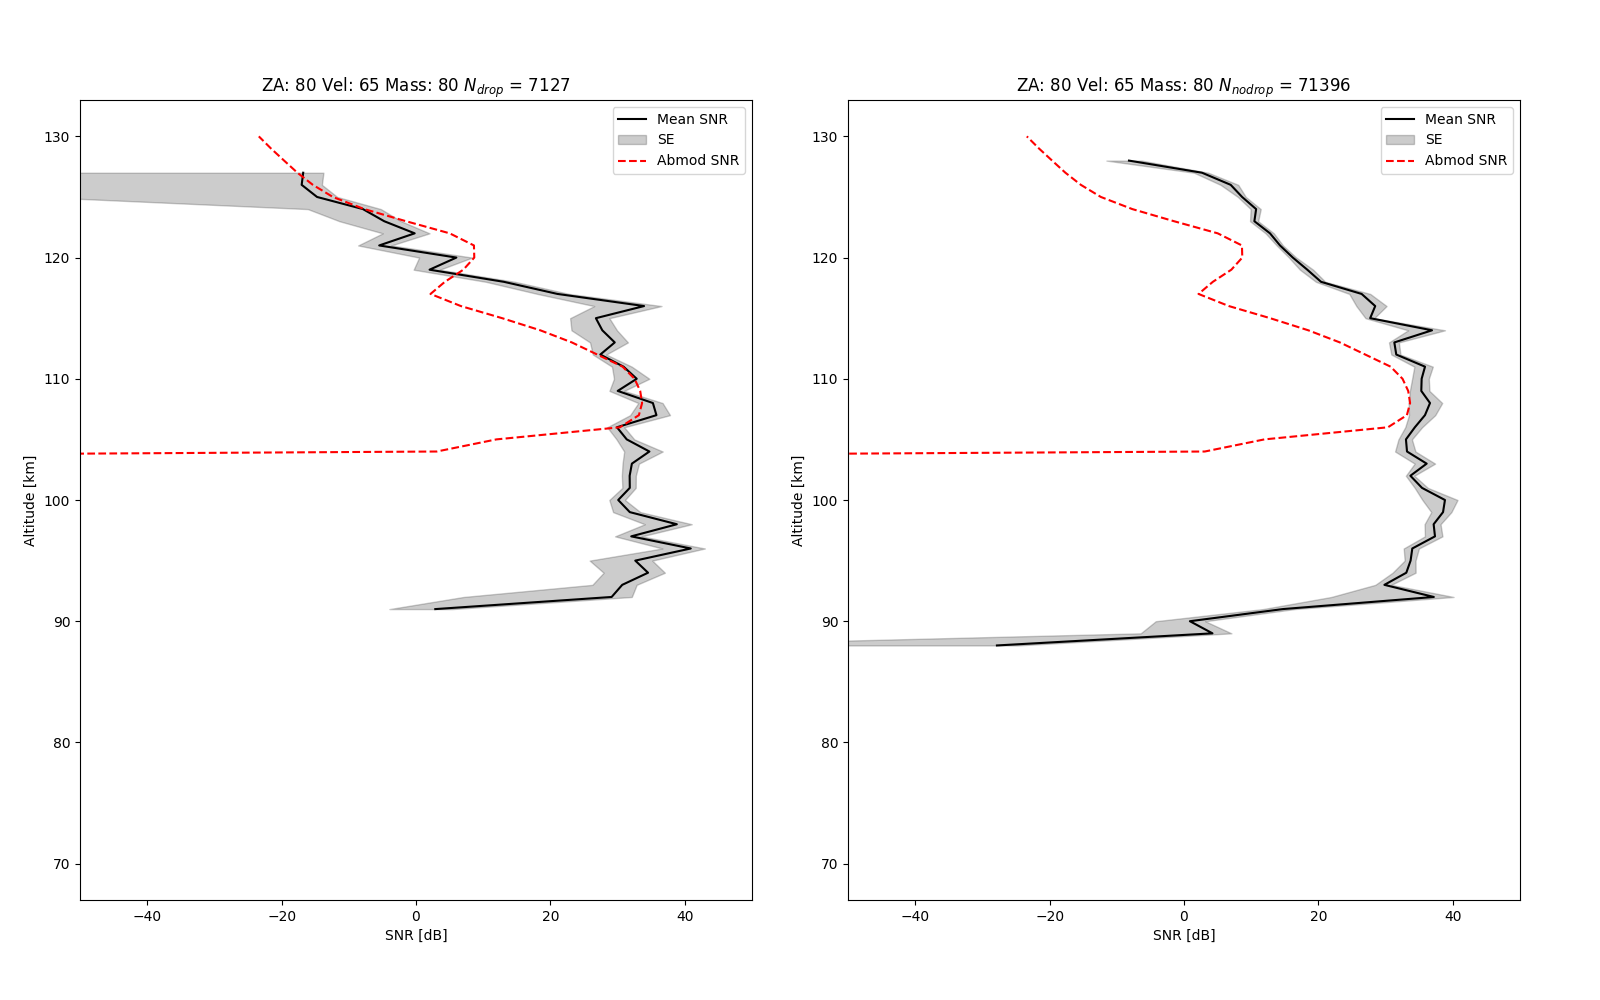 ZA: 80 Vel: 65 Mass: 80 N_drop = 7127
Mean SNR
SE
Abmod SNR
130
120
110
100
90
80
70
Altitude [km]
−40
−20
0
20
40
SNR [dB]
ZA: 80 Vel: 65 Mass: 80 N_nodrop = 71396
Mean SNR
SE
Abmod SNR
130
120
110
100
90
80
70
Altitude [km]
−40
−20
0
20
40
SNR [dB]